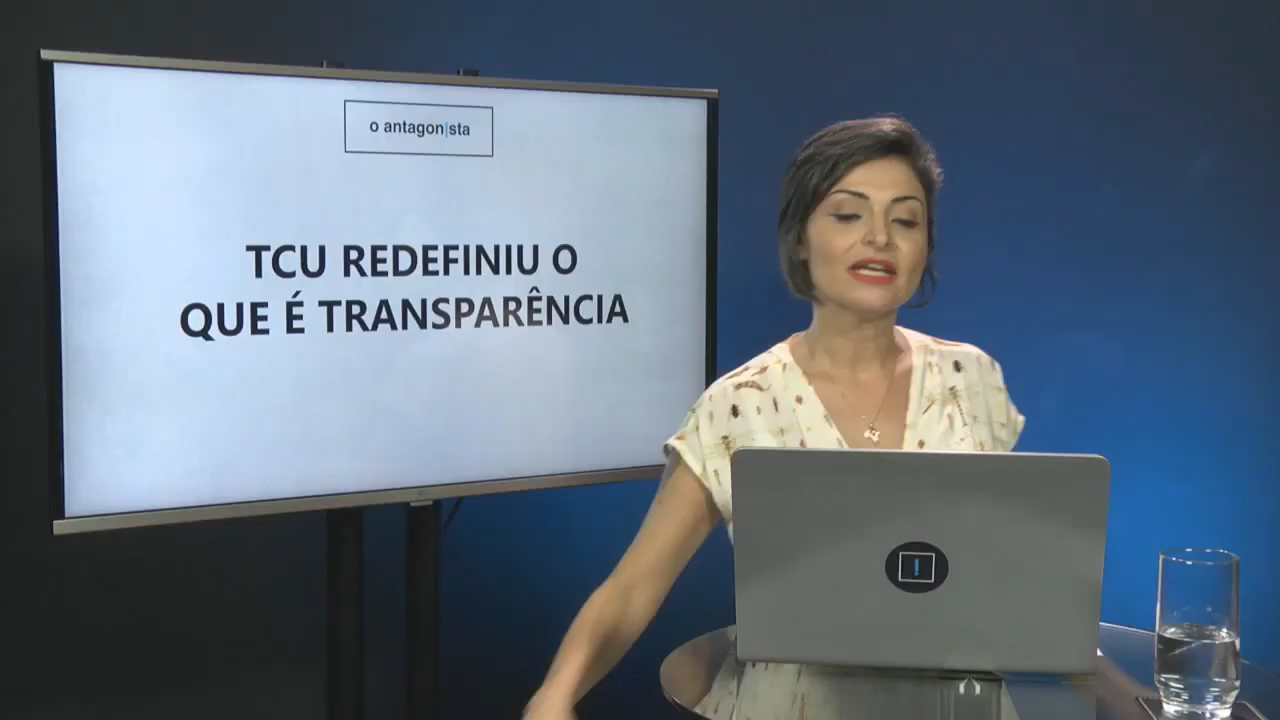 o antagon|sta
TCU REDEFINIU O
QUE É TRANSPARÊNCIA
!